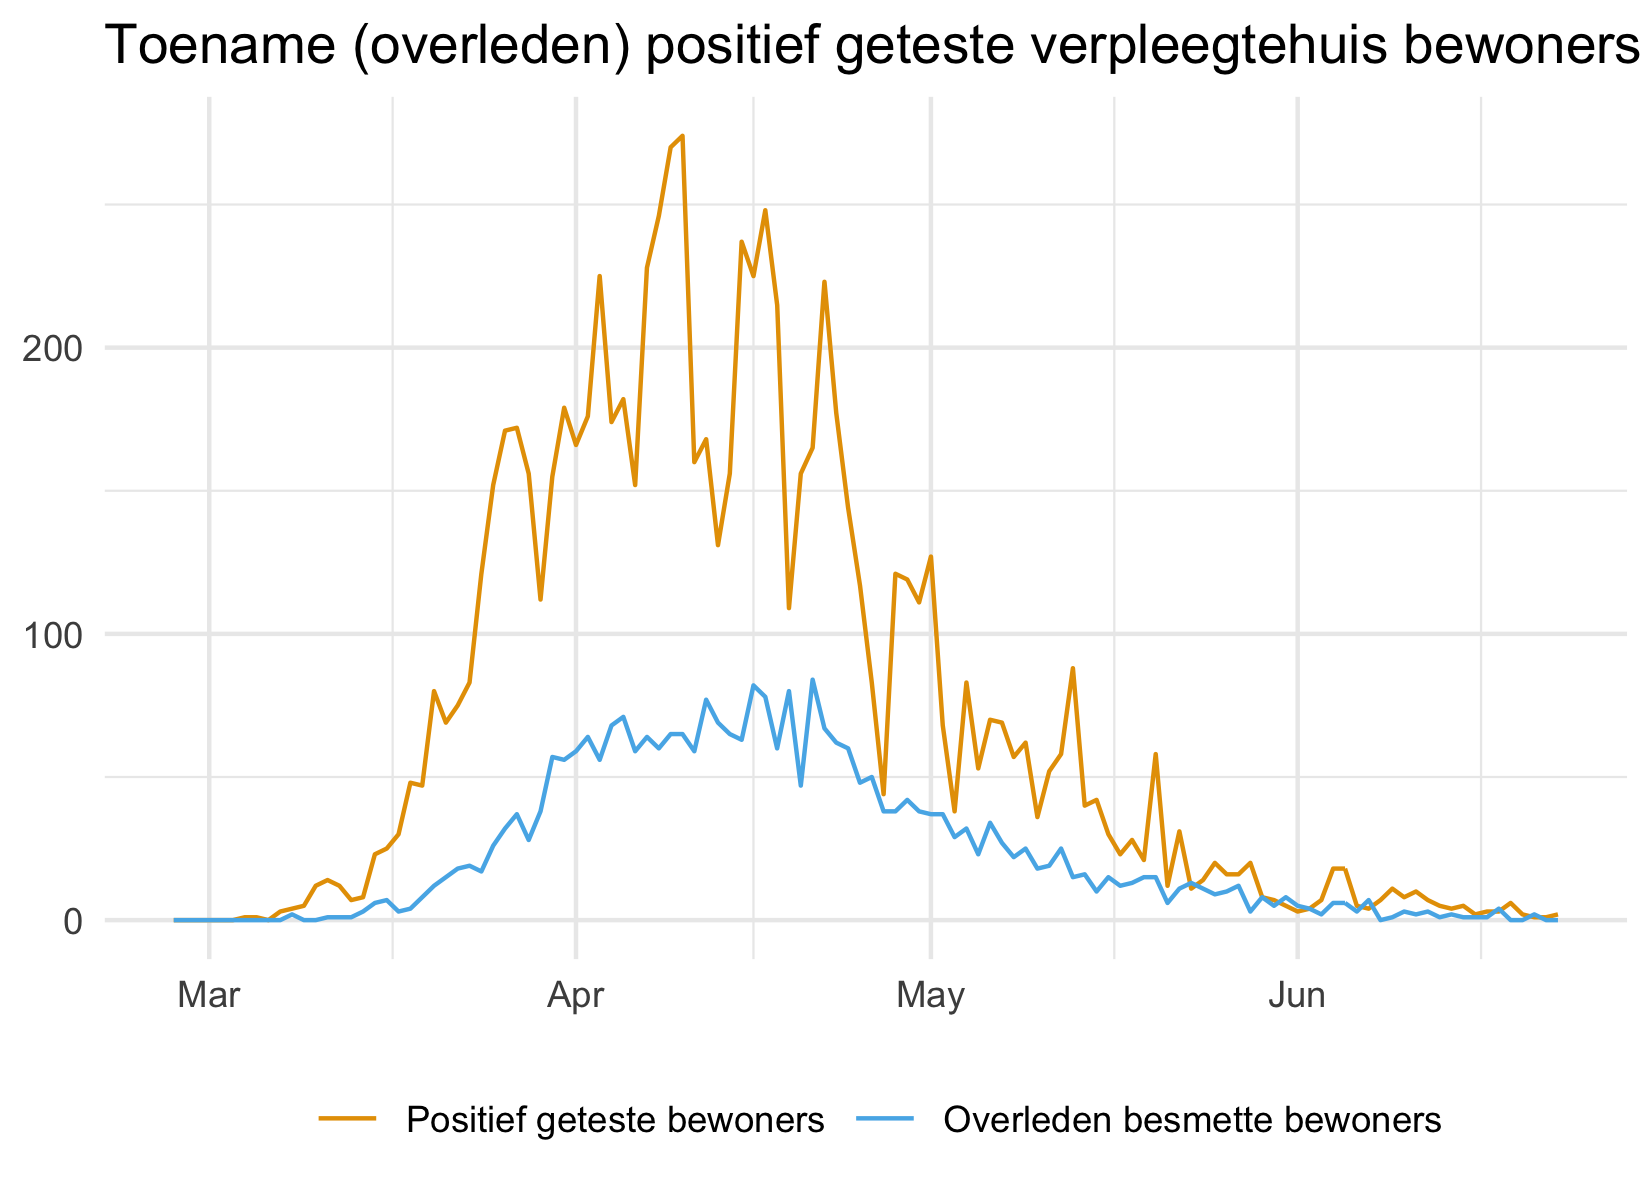 Toename (overleden) positief geteste verpleegtehuis bewoners
200
100
0
Mar Apr May Jun
Positief geteste bewoners Overleden besmette bewoners